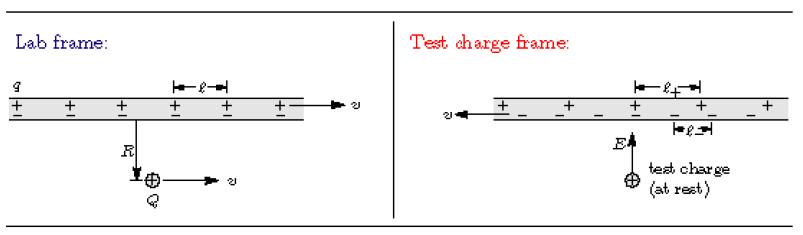 Lab frame:
q
ℓ
+ + + + + +
− − − − − −
v
R
v
Q
Test charge frame:
ℓ+
+ + + + +
− − − − − − −
v
ℓ−
E
test charge
(at rest)